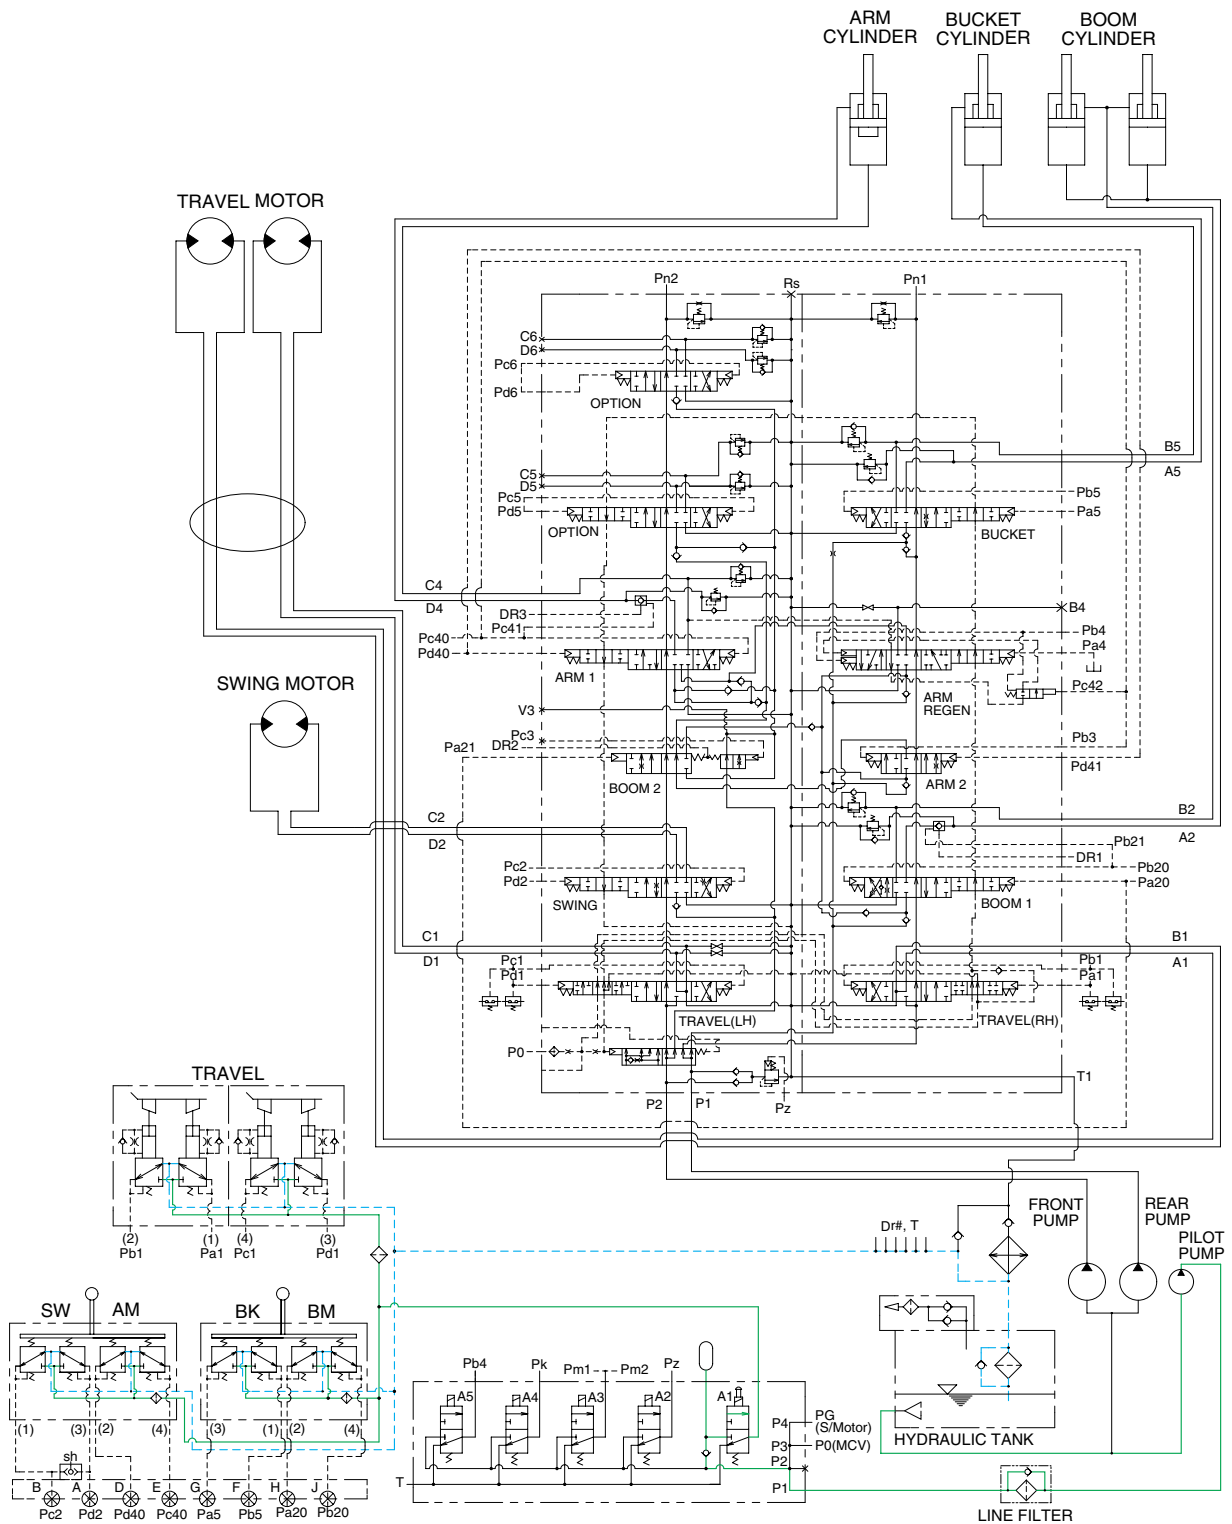 ARM
CYLINDER
BUCKET
CYLINDER
BOOM
CYLINDER
TRAVEL MOTOR
Pn2
Rs
Pn1
C6
D6
Pc6
Pd6
OPTION
B5
A5
C5
D5
Pc5
Pd5
OPTION
Pb5
Pa5
BUCKET
C4
D4
DR3
Pc41
Pc40
Pd40
ARM 1
B4
Pb4
Pa4
Pc42
ARM
REGEN
SWING MOTOR
V3
Pc3
DR2
Pa21
BOOM 2
Pb3
Pd41
ARM 2
C2
D2
B2
A2
Pb21
DR1
Pc2
Pd2
SWING
Pb20
Pa20
BOOM 1
C1
D1
B1
A1
Pc1
Pd1
TRAVEL(LH)
Pb1
Pa1
TRAVEL(RH)
P0
T1
P2
P1
Pz
TRAVEL
(2)
Pb1
(1)
Pa1
(4)
Pc1
(3)
Pd1
Dr#, T
FRONT
PUMP
REAR
PUMP
PILOT
PUMP
SW
AM
BK
BM
(1)
(3)
(2)
(4)
(3)
(1)
(2)
(4)
sh
B
A
D
E
G
F
H
J
Pc2
Pd2
Pd40
Pc40
Pa5
Pb5
Pa20
Pb20
Pb4
Pk
Pm1
Pm2
Pz
A5
A4
A3
A2
A1
T
P4
P3
P2
P1
PG
(S/Motor)
P0(MCV)
HYDRAULIC TANK
LINE FILTER